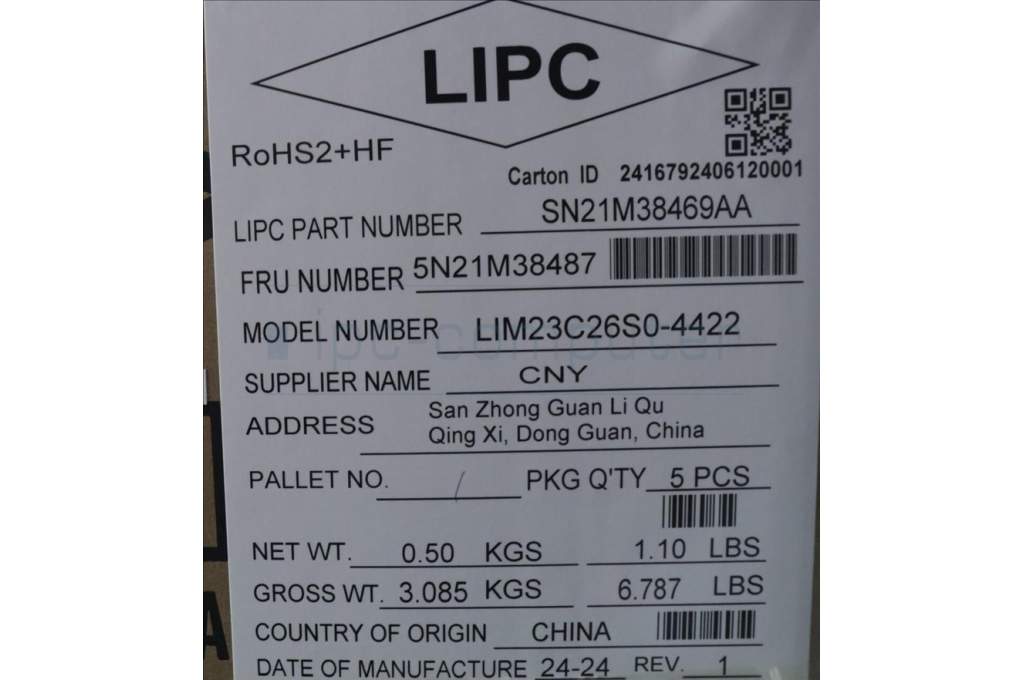 LIPC
RoHS2+HF
Carton ID 2416792406120001
LIPC PART NUMBER SN21M38469AA
FRU NUMBER 5N21M38487
MODEL NUMBER LIM23C26S0-4422
ipc-computer
SUPPLIER NAME CNY
ADDRESS San Zhong Guan Li Qu
Qing Xi, Dong Guan, China
PALLET NO. / PKG Q'TY 5 PCS
NET WT. 0.50 KGS 1.10 LBS
GROSS WT. 3.085 KGS 6.787 LBS
COUNTRY OF ORIGIN CHINA
DATE OF MANUFACTURE 24-24 REV. 1
A